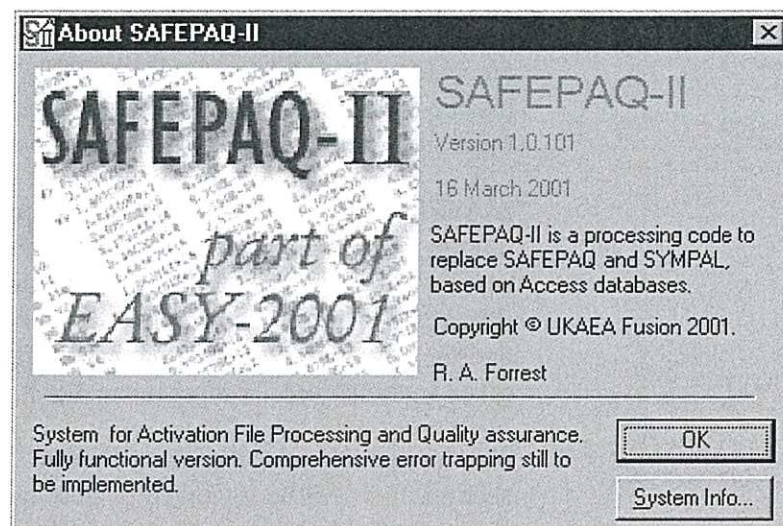 About SAFEPAQ-II
SAFEPAQ-II
part of
EASY-2001
SAFEPAQ-II
Version 1.0.101
16 March 2001
SAFEPAQ-II is a processing code to
replace SAFEPAQ and SYMPAL,
based on Access databases.
Copyright © UKAEA Fusion 2001.
R. A. Forrest
System for Activation File Processing and Quality assurance.
Fully functional version. Comprehensive error trapping still to
be implemented.
OK
System Info...